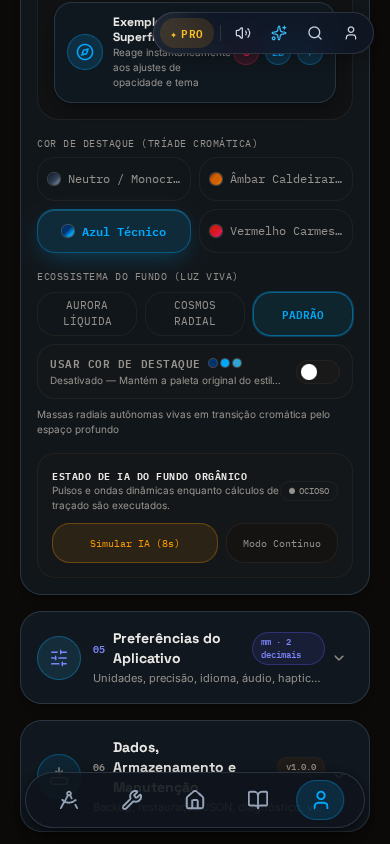 ✦ PRO
Reage instantaneamente
aos ajustes de
opacidade e tema
COR DE DESTAQUE (TRÍADE CROMÁTICA)
Neutro / Monocr…
Âmbar Caldeirar…
Azul Técnico
Vermelho Carmes…
ECOSSISTEMA DO FUNDO (LUZ VIVA)
AURORA
LÍQUIDA
COSMOS
RADIAL
PADRÃO
USAR COR DE DESTAQUE
Desativado — Mantém a paleta original do estil…
Massas radiais autônomas vivas em transição cromática pelo
espaço profundo
ESTADO DE IA DO FUNDO ORGÂNICO
Pulsos e ondas dinâmicas enquanto cálculos de
traçado são executados.
OCIOSO
Simular IA (8s)
Modo Contínuo
05
Preferências do
Aplicativo
mm · 2
decimais
Unidades, precisão, idioma, áudio, haptic…
06
Dados,
Armazenamento e
Manutenção
v1.0.0